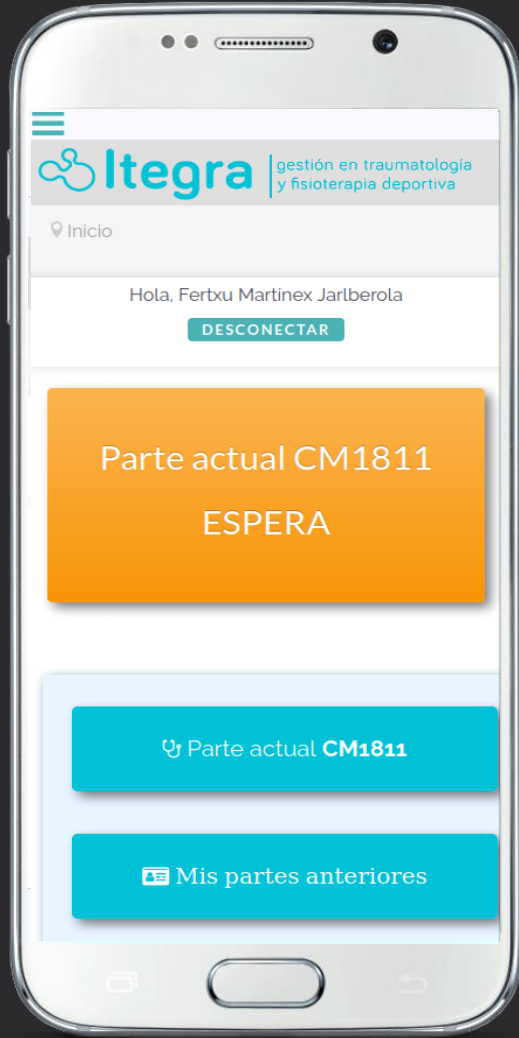 Itegra
gestión en traumatología
y fisioterapia deportiva
Inicio
Hola, Fertxu Martínex Jarlberola
DESCONECTAR
Parte actual CM1811
ESPERA
Parte actual CM1811
Mis partes anteriores